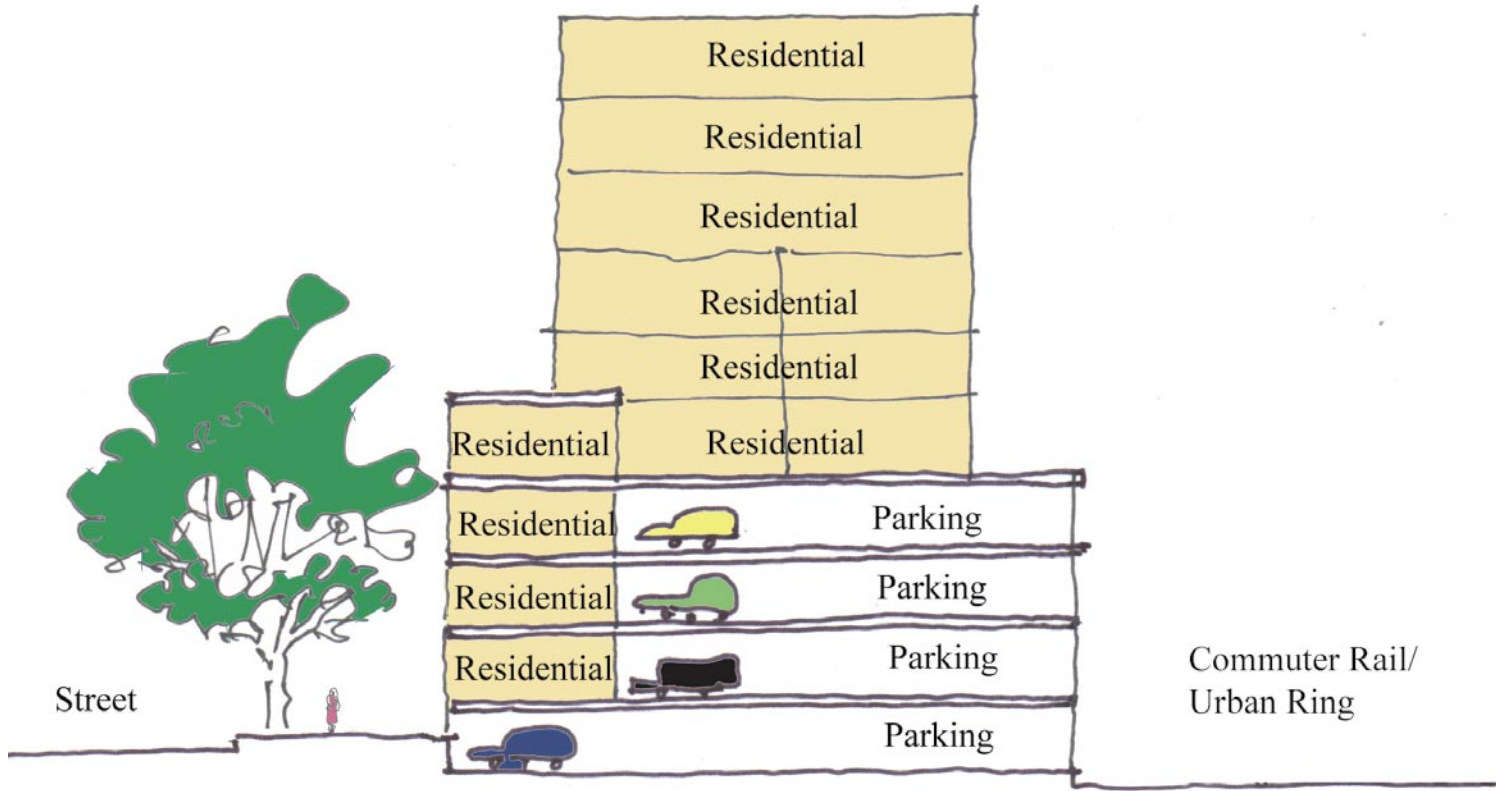 Residential
Residential
Residential
Residential
Residential
Residential Residential
Residential Parking
Residential Parking
Residential Parking
Commuter Rail/
Urban Ring
Street
Parking